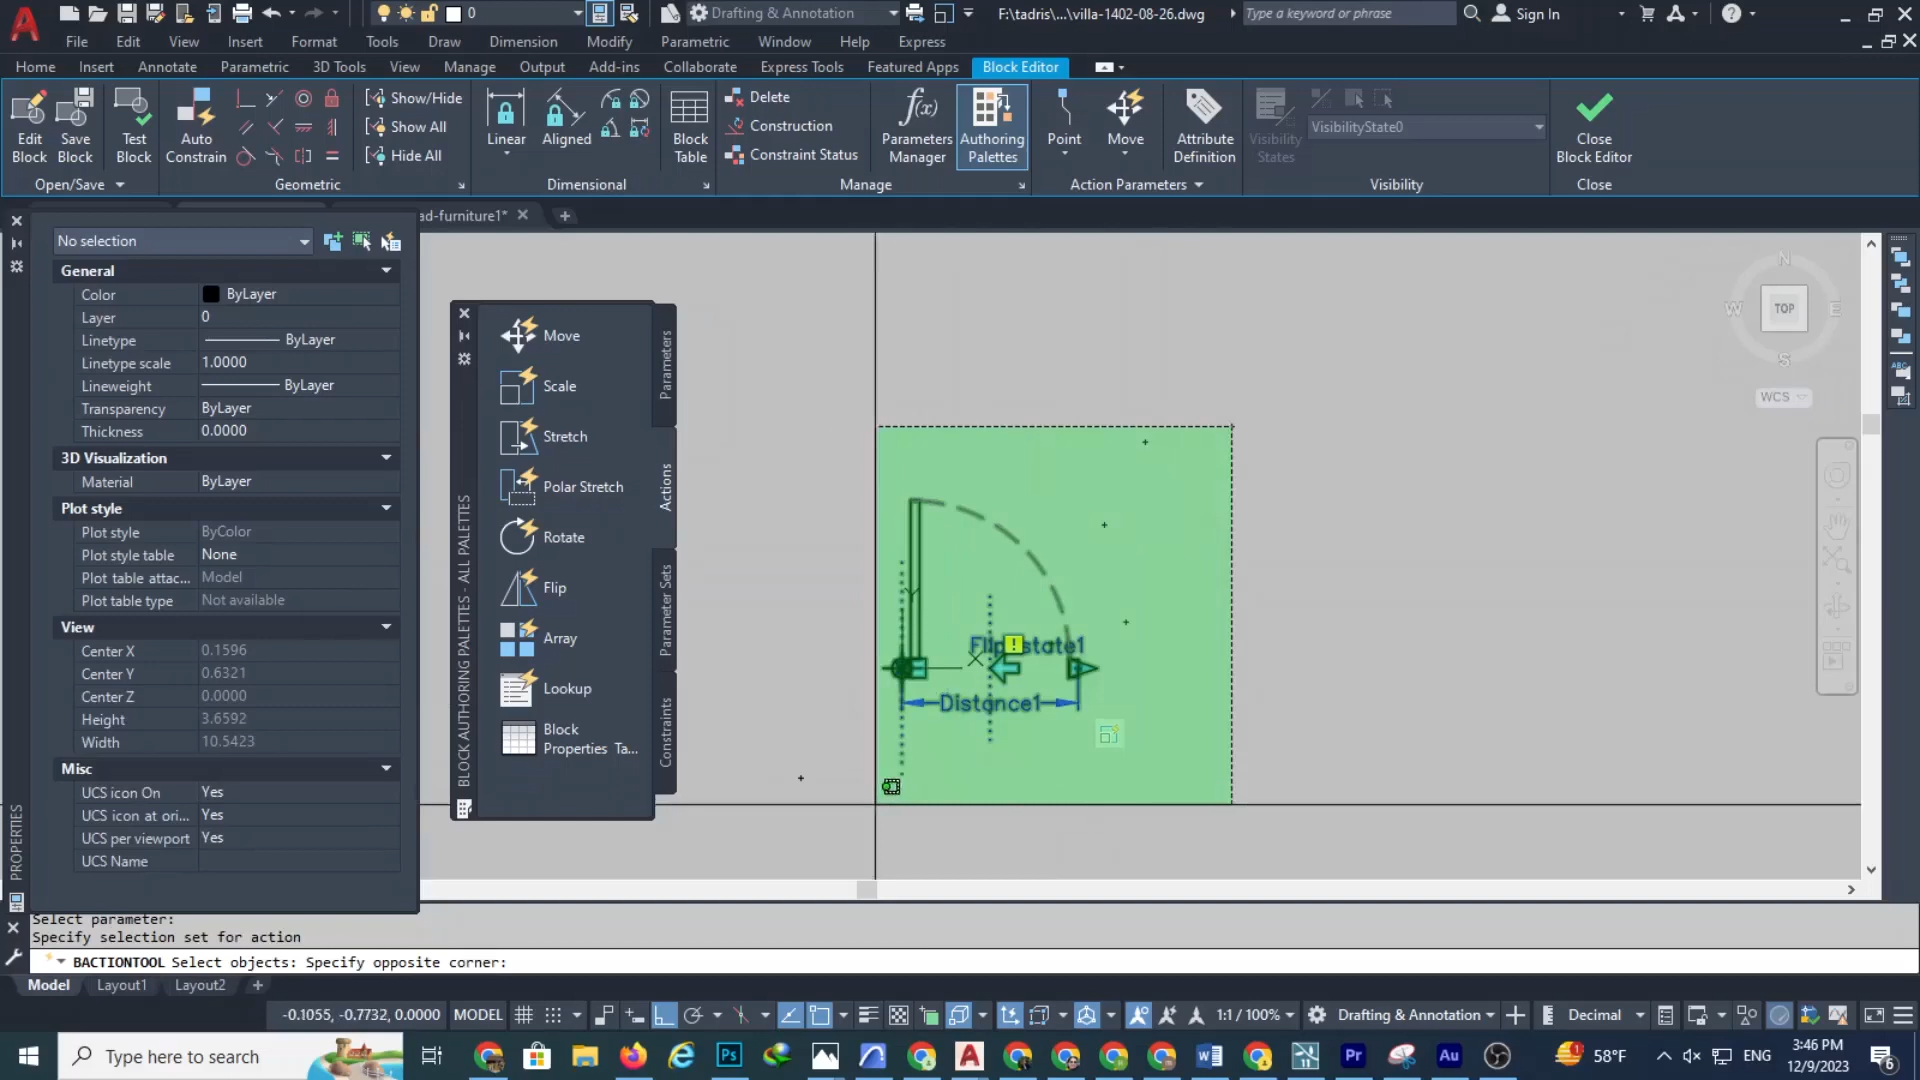 0
Drafting & Annotation
F:\tadris\...\villa-1402-08-26.dwg
Type a keyword or phrase
Sign In
File Edit View Insert Format Tools Draw Dimension Modify Parametric Window Help Express
Home Insert Annotate Parametric 3D Tools View Manage Output Add-ins Collaborate Express Tools Featured Apps Block Editor
Edit Block
Save Block
Test Block
Auto Constrain
Show/Hide
Show All
Hide All
Linear
Aligned
Block Table
Delete
Construction
Constraint Status
f(x)
Parameters Manager
Authoring Palettes
Point
Move
Attribute Definition
Visibility States
VisibilityState0
Close Block Editor
Open/Save
Geometric
Dimensional
Manage
Action Parameters
Visibility
Close
ad-furniture1*
No selection
General
Color ByLayer
Layer 0
Linetype ByLayer
Linetype scale 1.0000
Lineweight ByLayer
Transparency ByLayer
Thickness 0.0000
3D Visualization
Material ByLayer
Plot style
Plot style ByColor
Plot style table None
Plot table attac... Model
Plot table type Not available
View
Center X 0.1596
Center Y 0.6321
Center Z 0.0000
Height 3.6592
Width 10.5423
Misc
UCS icon On Yes
UCS icon at ori... Yes
UCS per viewport Yes
UCS Name
PROPERTIES
Move
Scale
Stretch
Polar Stretch
Rotate
Flip
Array
Lookup
Block
Properties Ta...
Parameters
Actions
Parameter Sets
Constraints
BLOCK AUTHORING PALETTES - ALL PALETTES
Flip state1
Distance1
N
W TOP E
S
WCS
ABC
Select parameter:
Specify selection set for action
BACTIONTOOL Select objects: Specify opposite corner:
Model Layout1 Layout2
-0.1055, -0.7732, 0.0000 MODEL 1:1 / 100% Drafting & Annotation Decimal
Type here to search
Ps
Pr
Au
1
58°F
ENG
3:46 PM
12/9/2023
6